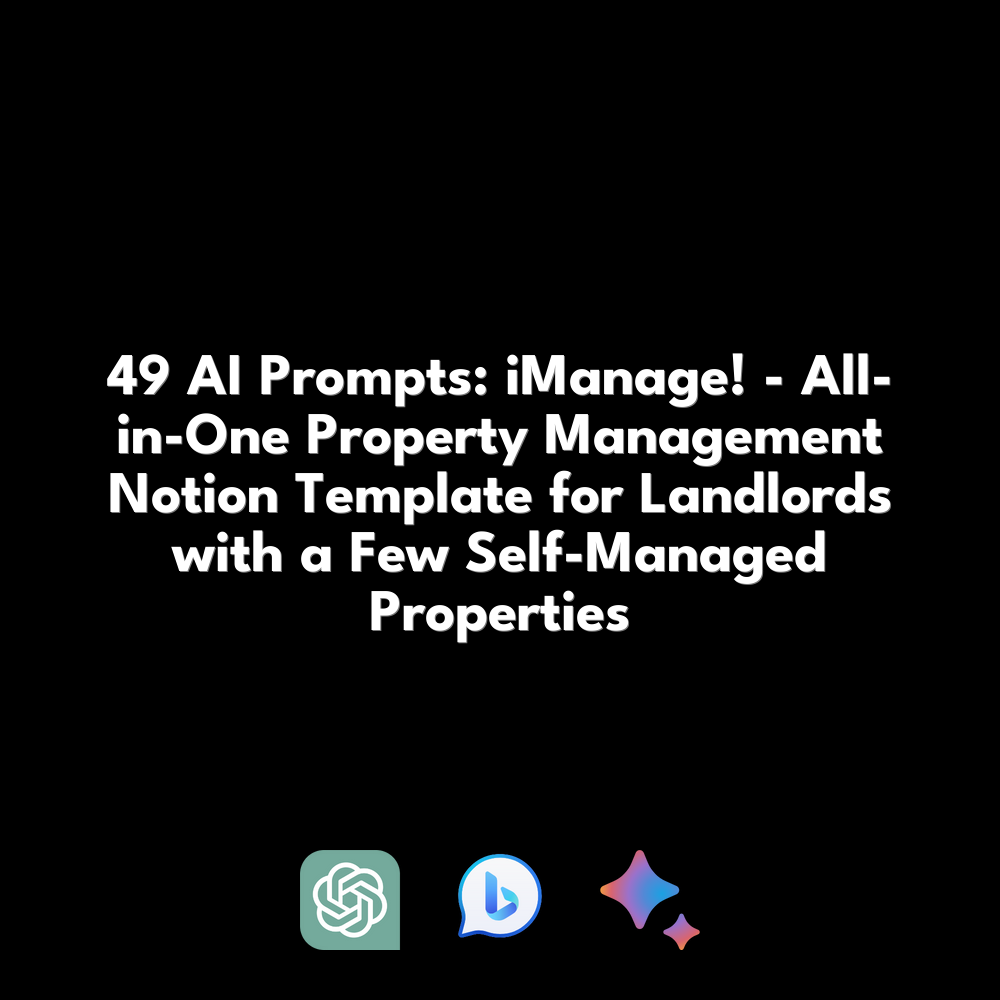 49 AI Prompts: iManage! - All-
in-One Property Management
Notion Template for Landlords
with a Few Self-Managed
Properties